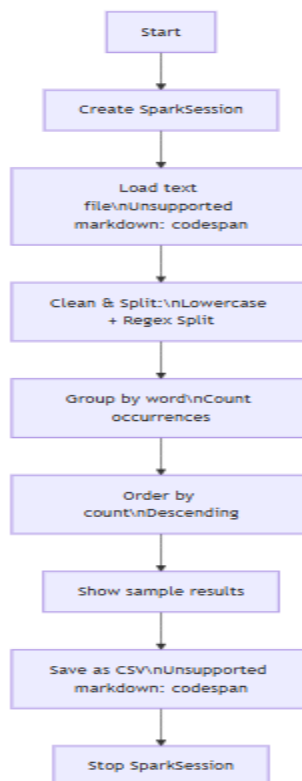 Start
Create SparkSession
Load text
file\nUnsupported
markdown: codespan
Clean & Split:\nLowercase
+ Regex Split
Group by word\nCount
occurrences
Order by
count\nDescending
Show sample results
Save as CSV\nUnsupported
markdown: codespan
Stop SparkSession